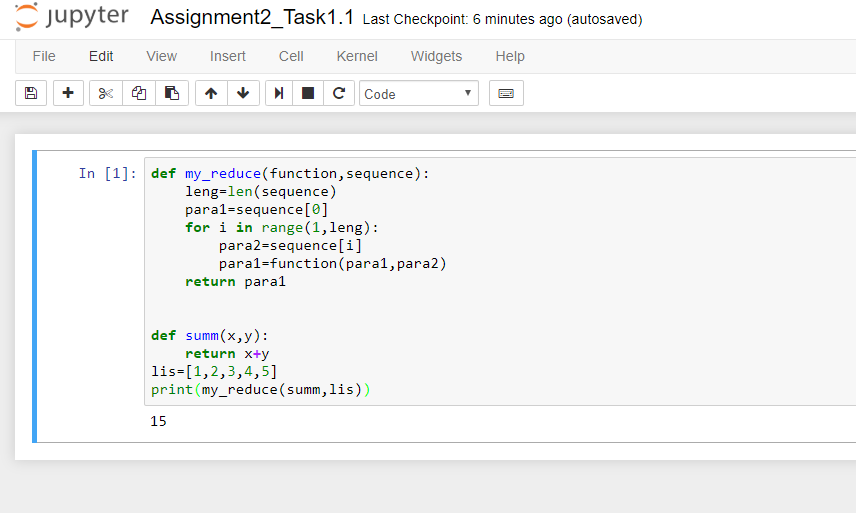 jupyter Assignment2_Task1.1 Last Checkpoint: 6 minutes ago (autosaved)
File Edit View Insert Cell Kernel Widgets Help
Code
In [1]: def my_reduce(function,sequence):
    leng=len(sequence)
    para1=sequence[0]
    for i in range(1,leng):
        para2=sequence[i]
        para1=function(para1,para2)
    return para1
def summ(x,y):
    return x+y
lis=[1,2,3,4,5]
print(my_reduce(summ,lis))
15